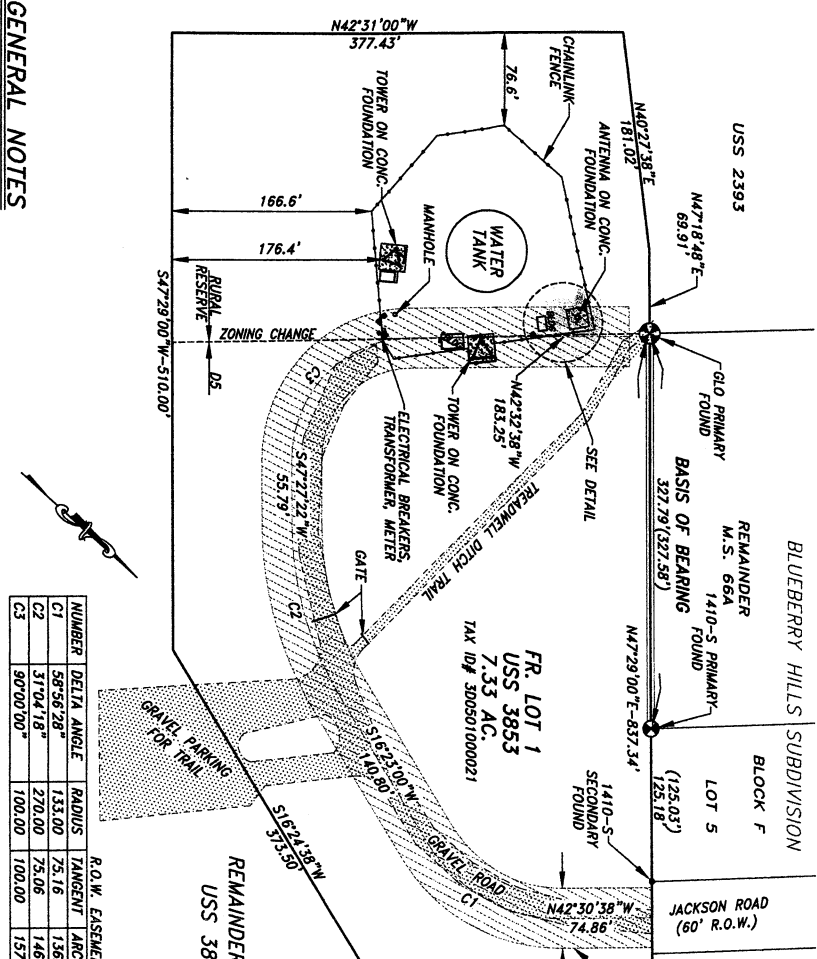 GENERAL NOTES
N42°31'00"W
377.43'
76.6'
CHAINLINK
FENCE
N40°27'38"E
181.02'
USS 2393
N47°18'48"E
69.91'
TOWER ON CONC.
FOUNDATION
ANTENNA ON CONC.
FOUNDATION
166.6'
176.4'
MANHOLE
WATER
TANK
RURAL
RESERVE
ZONING CHANGE
D5
S47°29'00"W-510.00'
GLO PRIMARY
FOUND
SEE DETAIL
N42°32'38"W
183.25'
TOWER ON CONC.
FOUNDATION
ELECTRICAL BREAKERS,
TRANSFORMER, METER
C3
S47°27'22"W
55.79'
TREADWELL DITCH TRAIL
BASIS OF BEARING
327.79'(327.58')
REMAINDER
M.S. 66A
1410-S PRIMARY
FOUND
BLUEBERRY HILLS SUBDIVISION
N47°29'00"E-837.34'
GATE
C2
FR. LOT 1
USS 3853
7.33 AC.
TAX ID# 3D0501000021
BLOCK F
LOT 5
(125.03')
125.18'
1410-S
SECONDARY
FOUND
GRAVEL PARKING
FOR TRAIL
S16°23'00"W
140.80'
GRAVEL ROAD
C1
N42°30'38"W-
74.86'
JACKSON ROAD
(60' R.O.W.)
S16°24'38"W
373.50'
REMAINDER
USS 38
R.O.W. EASEME
NUMBER DELTA ANGLE RADIUS TANGENT ARC
C1 58°56'28" 133.00 75.16 136
C2 31°04'18" 270.00 75.06 146
C3 90°00'00" 100.00 100.00 157